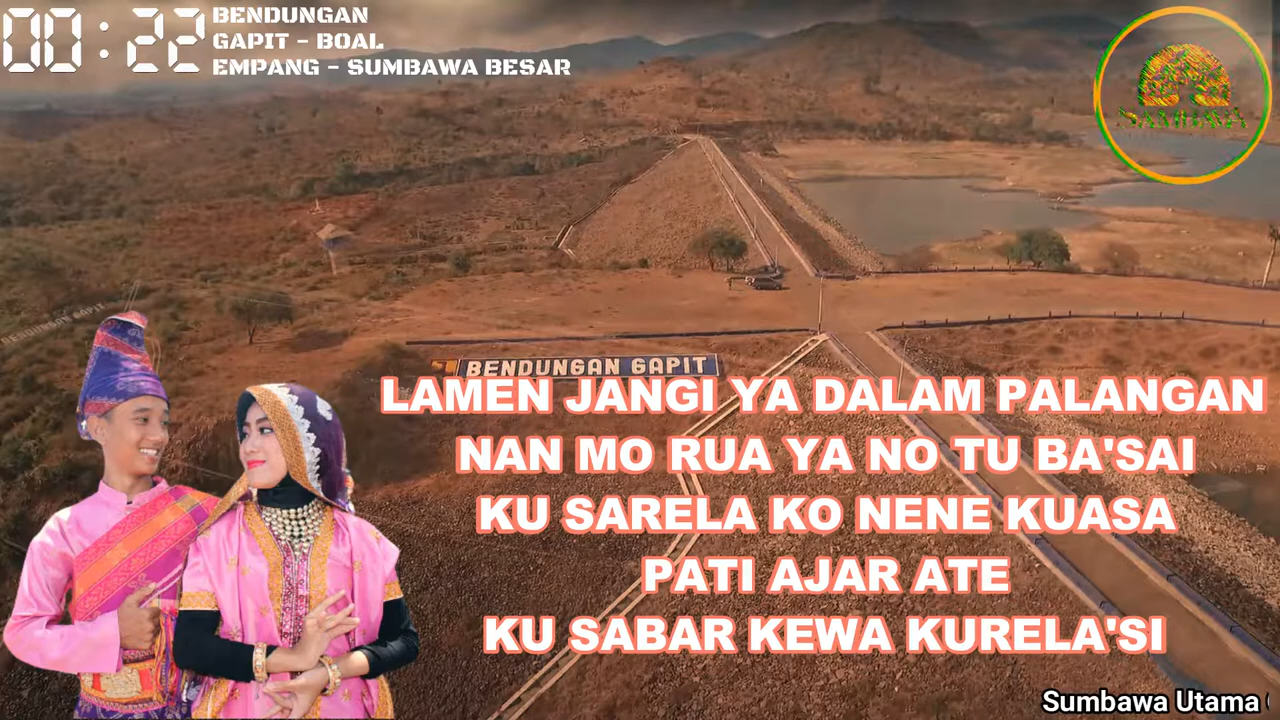 00:22
BENDUNGAN
GAPIT - BOAL
EMPANG - SUMBAWA BESAR
BENDUNGAN GAPIT
BENDUNGAN GAPIT
LAMEN JANGI YA DALAM PALANGAN
NAN MO RUA YA NO TU BA'SAI
KU SARELA KO NENE KUASA
PATI AJAR ATE
KU SABAR KEWA KURELA'SI
Sumbawa Utama